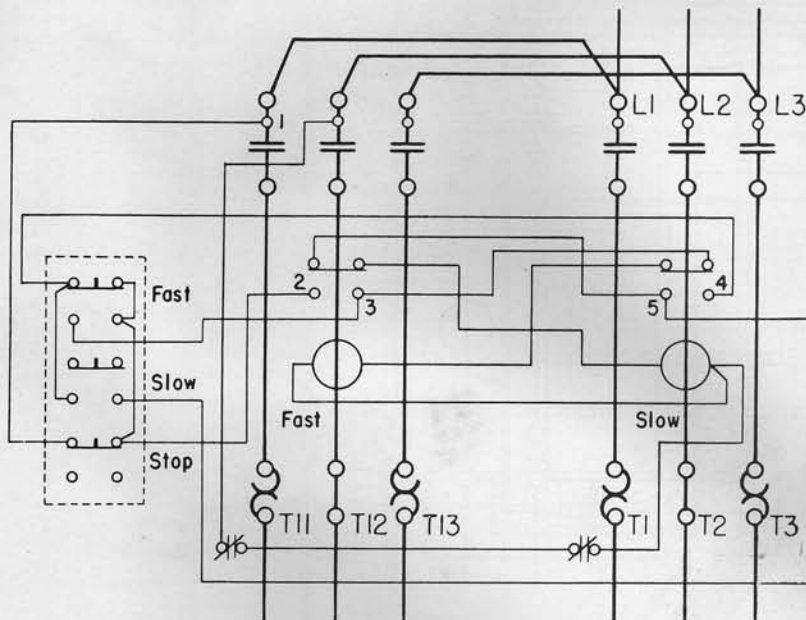 L1 L2 L3
1
Fast
2 3 5 4
Slow
Fast Slow
Stop
T11 T12 T13 T1 T2 T3